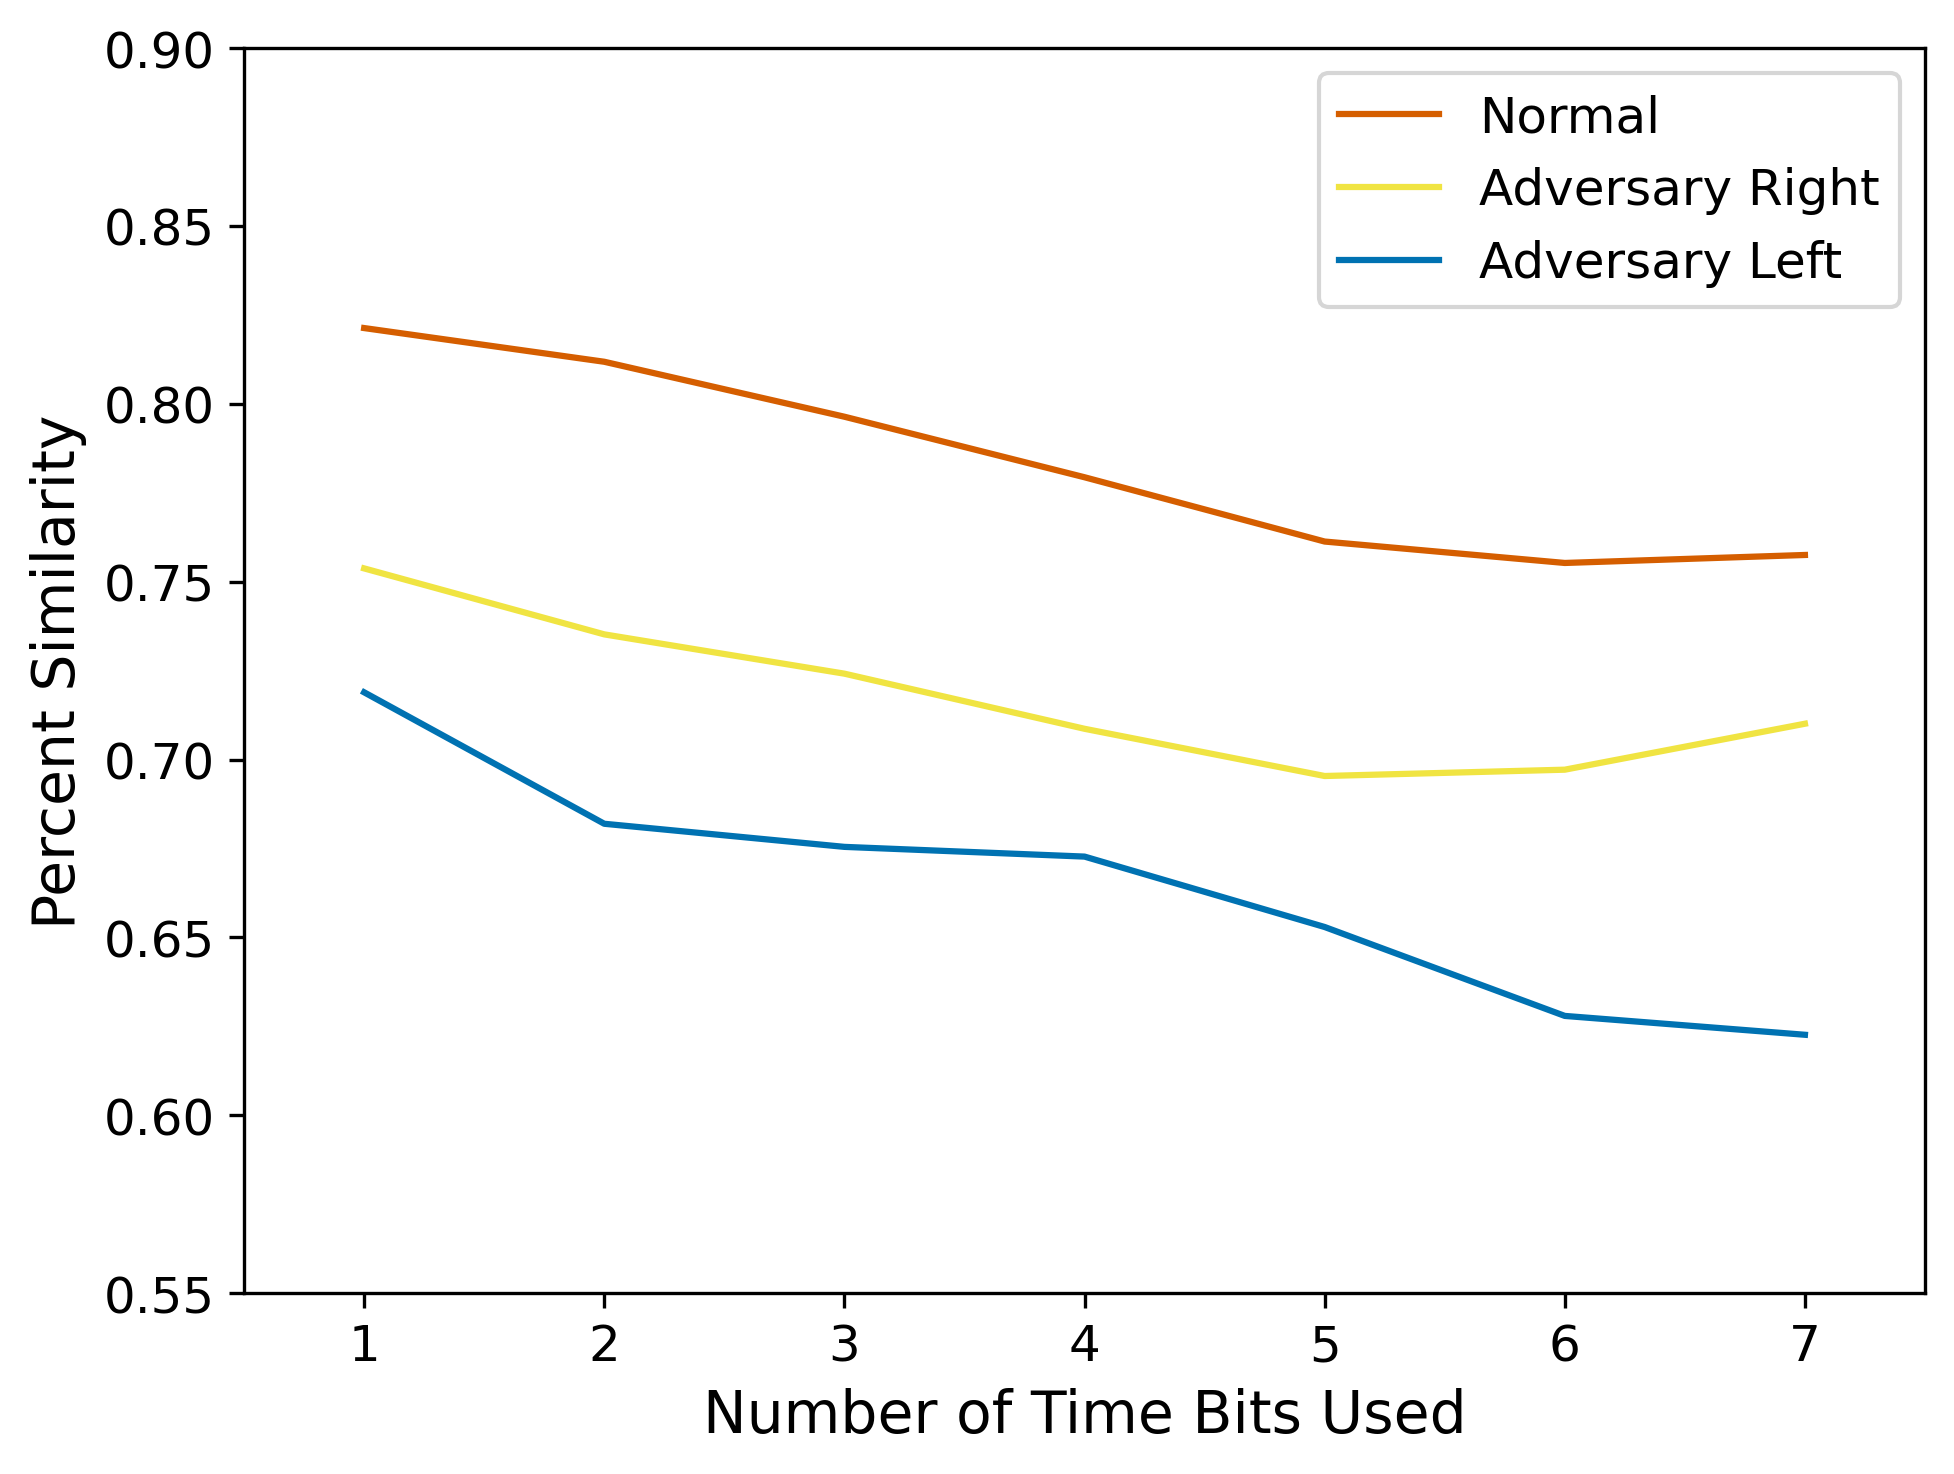 Normal
Adversary Right
Adversary Left
0.90
0.85
0.80
0.75
0.70
0.65
0.60
0.55
Percent Similarity
1 2 3 4 5 6 7
Number of Time Bits Used